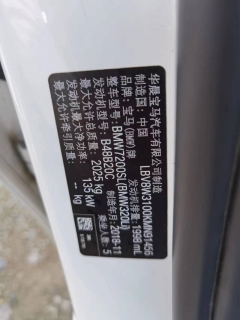 华晨宝马汽车有限公司制造
制造国：中国 LBV8W3100KMN91456
品牌：宝马(BMW)牌
整车型号：BMW7200SL(BMW320Li)
发动机型号：B48B20C 发动机排量：1998 mL
最大允许总质量：2025 kg 制造年月：2018-11
发动机最大净功率：135 kW 乘坐人数：5
最大允许牵引质量：-- kg